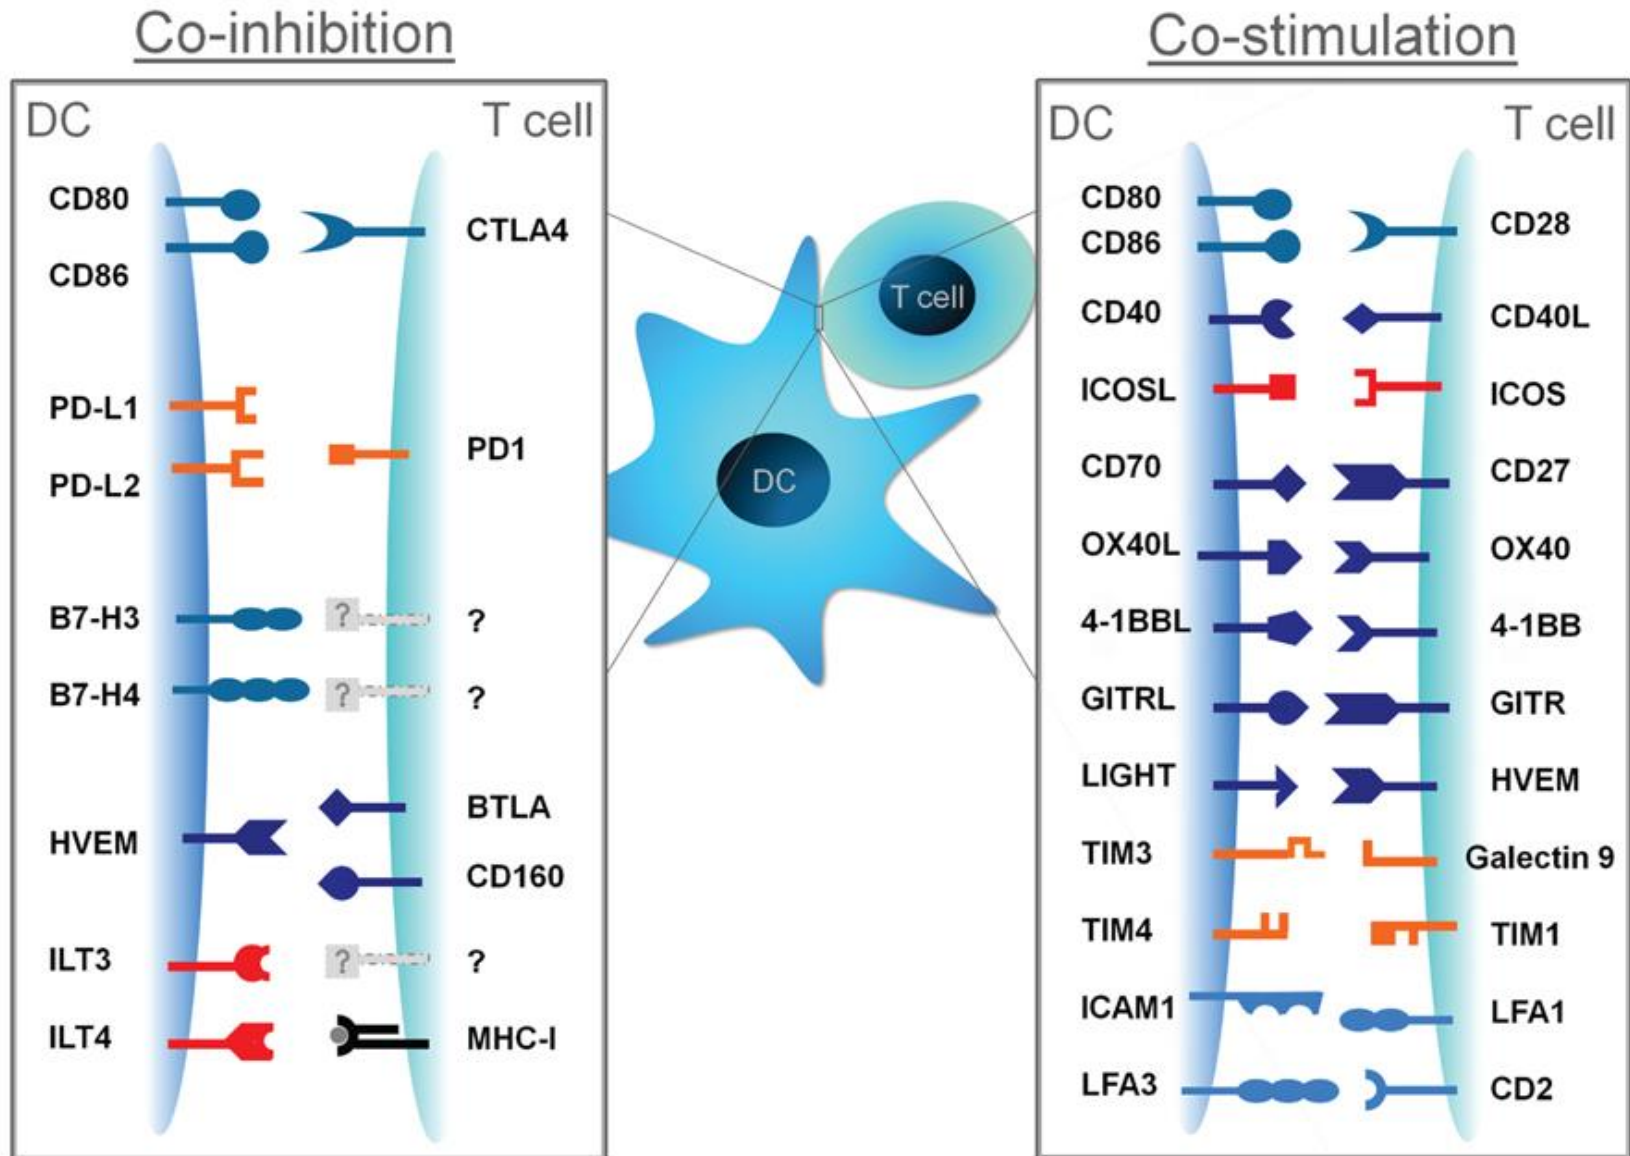 Co-inhibition
DC
T cell
CD80
CTLA4
CD86
PD-L1
PD1
PD-L2
B7-H3
?
?
B7-H4
?
?
BTLA
HVEM
CD160
ILT3
?
?
ILT4
MHC-I
T cell
DC
Co-stimulation
DC
T cell
CD80
CD28
CD86
CD40
CD40L
ICOSL
ICOS
CD70
CD27
OX40L
OX40
4-1BBL
4-1BB
GITRL
GITR
LIGHT
HVEM
TIM3
Galectin 9
TIM4
TIM1
ICAM1
LFA1
LFA3
CD2